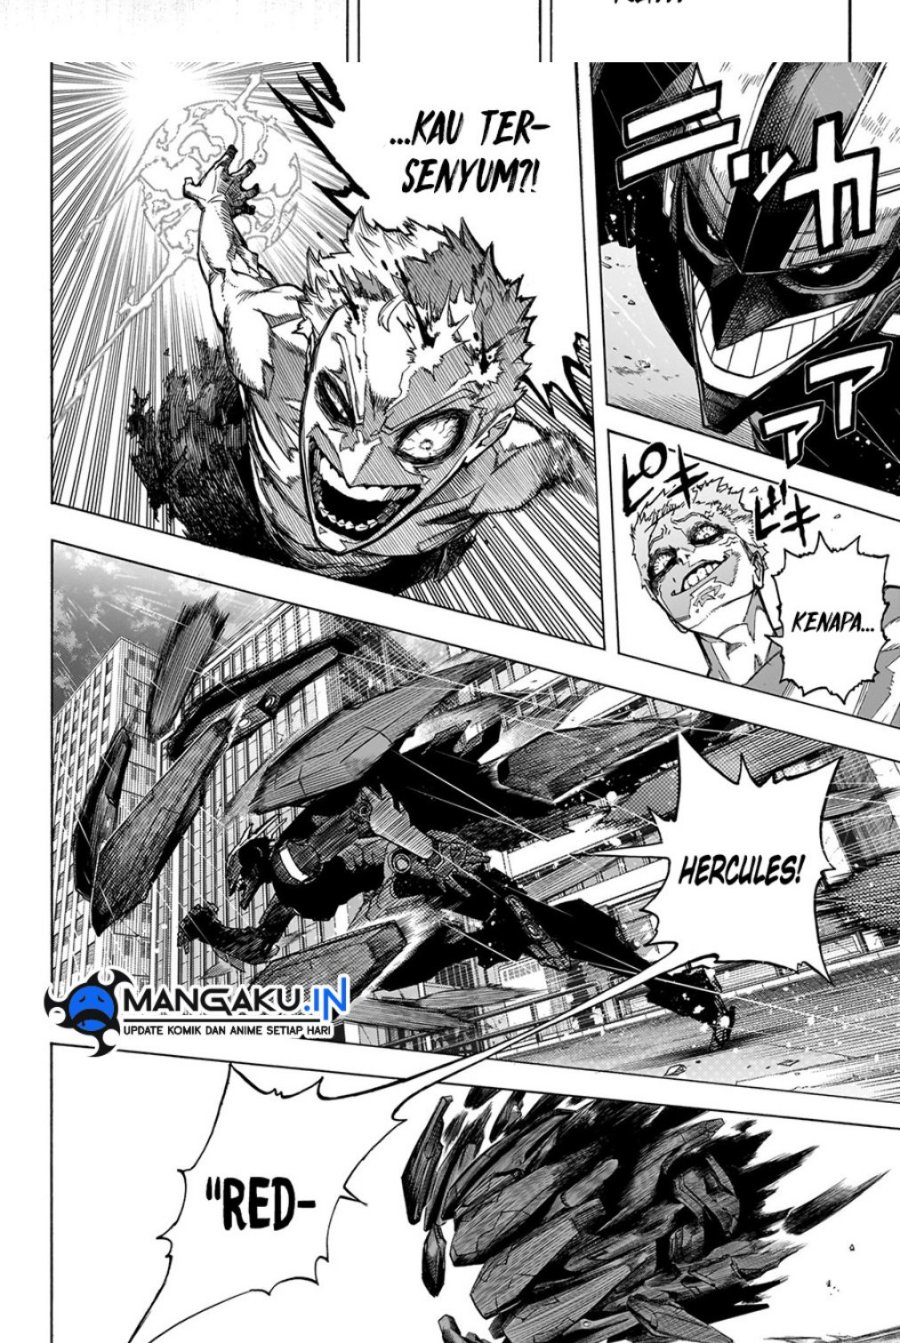 ニッカァァ
ピキ
ビキ
KENAPA...
...KAU TER-
SENYUM?!
HERCULES!
MANGAKU.IN
UPDATE KOMIK DAN ANIME SETIAP HARI
"RED-